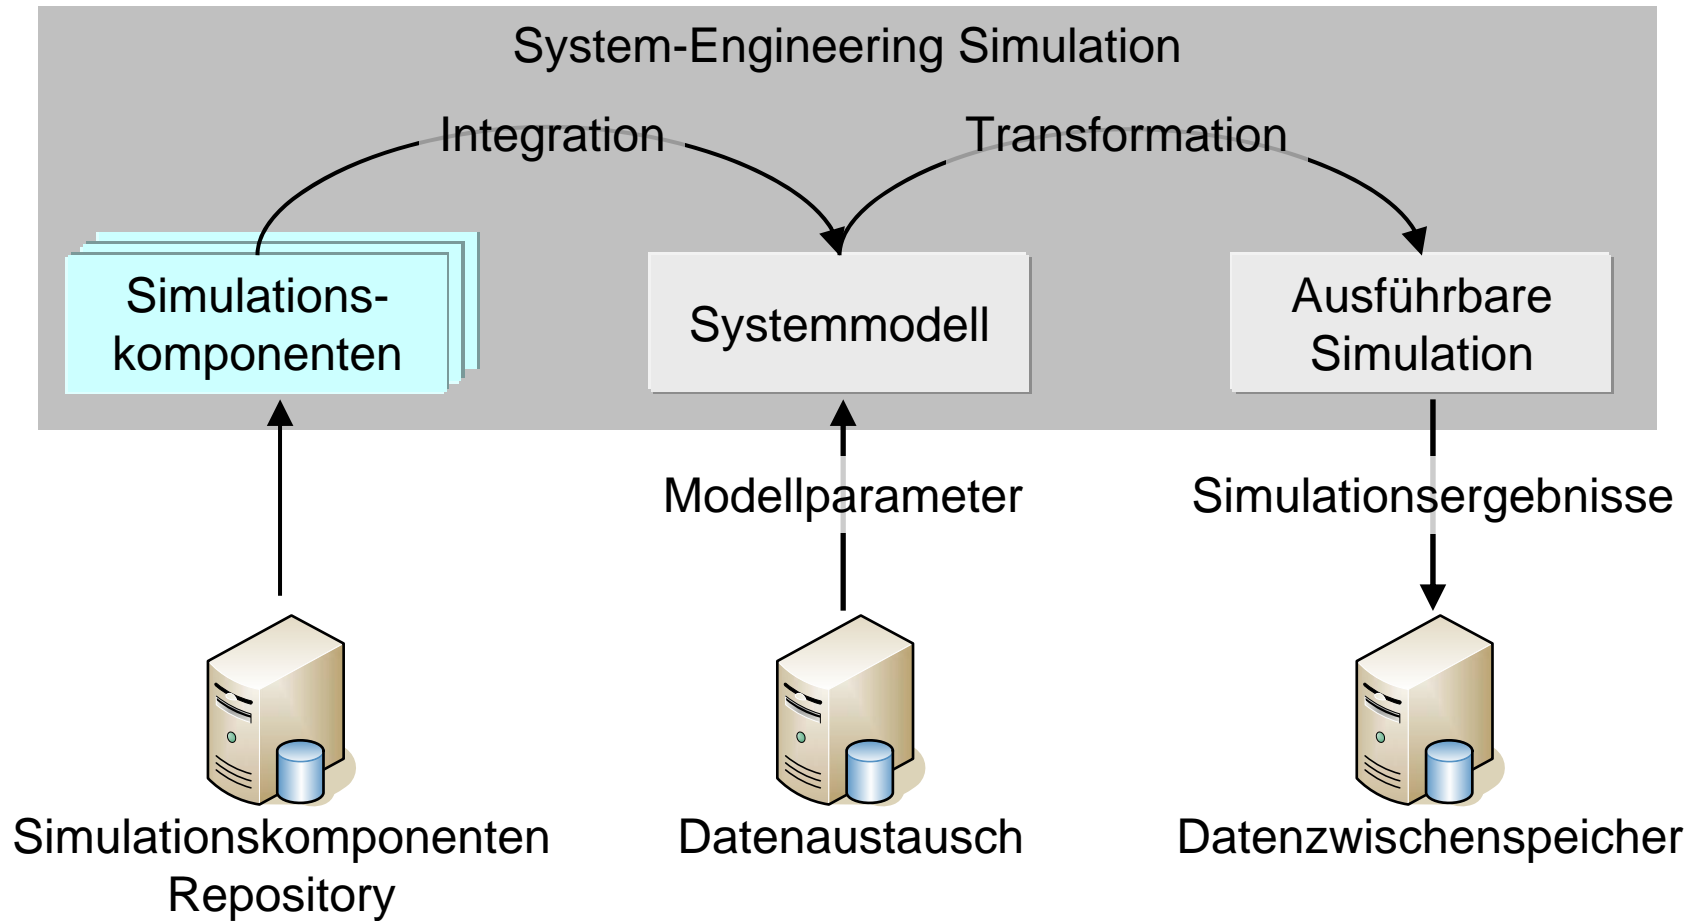 System-Engineering Simulation
Integration
Transformation
Simulations-
komponenten
Systemmodell
Ausführbare
Simulation
Modellparameter
Simulationsergebnisse
Simulationskomponenten
Repository
Datenaustausch
Datenzwischenspeicher